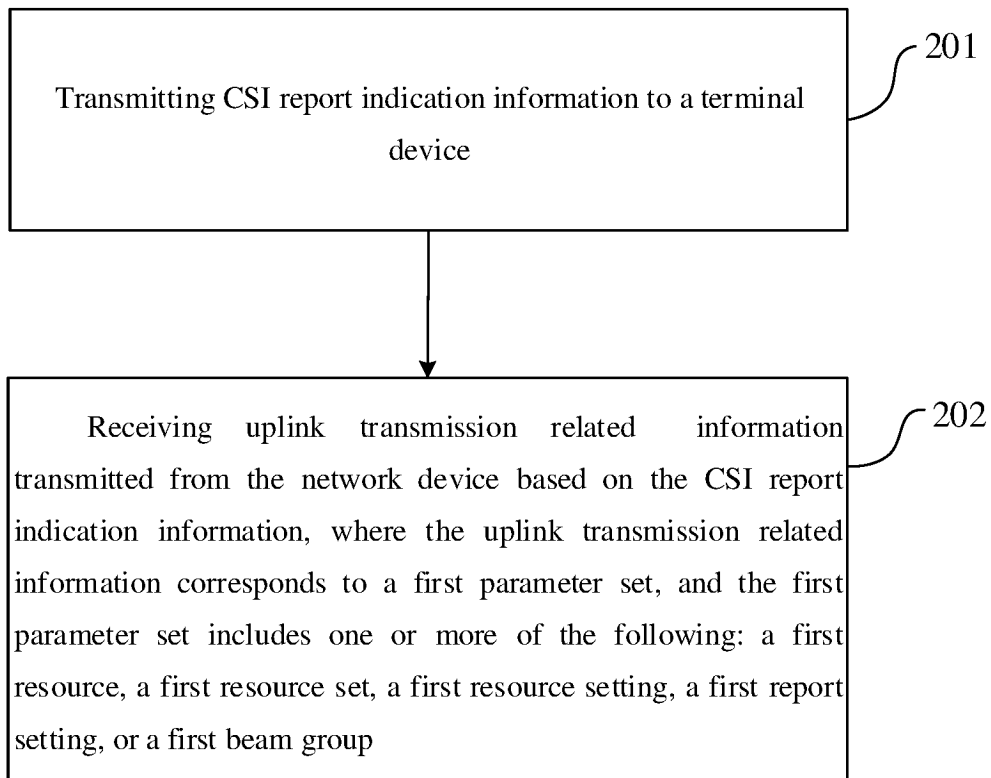 201
Transmitting CSI report indication information to a terminal
device
202
Receiving uplink transmission related information
transmitted from the network device based on the CSI report
indication information, where the uplink transmission related
information corresponds to a first parameter set, and the first
parameter set includes one or more of the following: a first
resource, a first resource set, a first resource setting, a first report
setting, or a first beam group